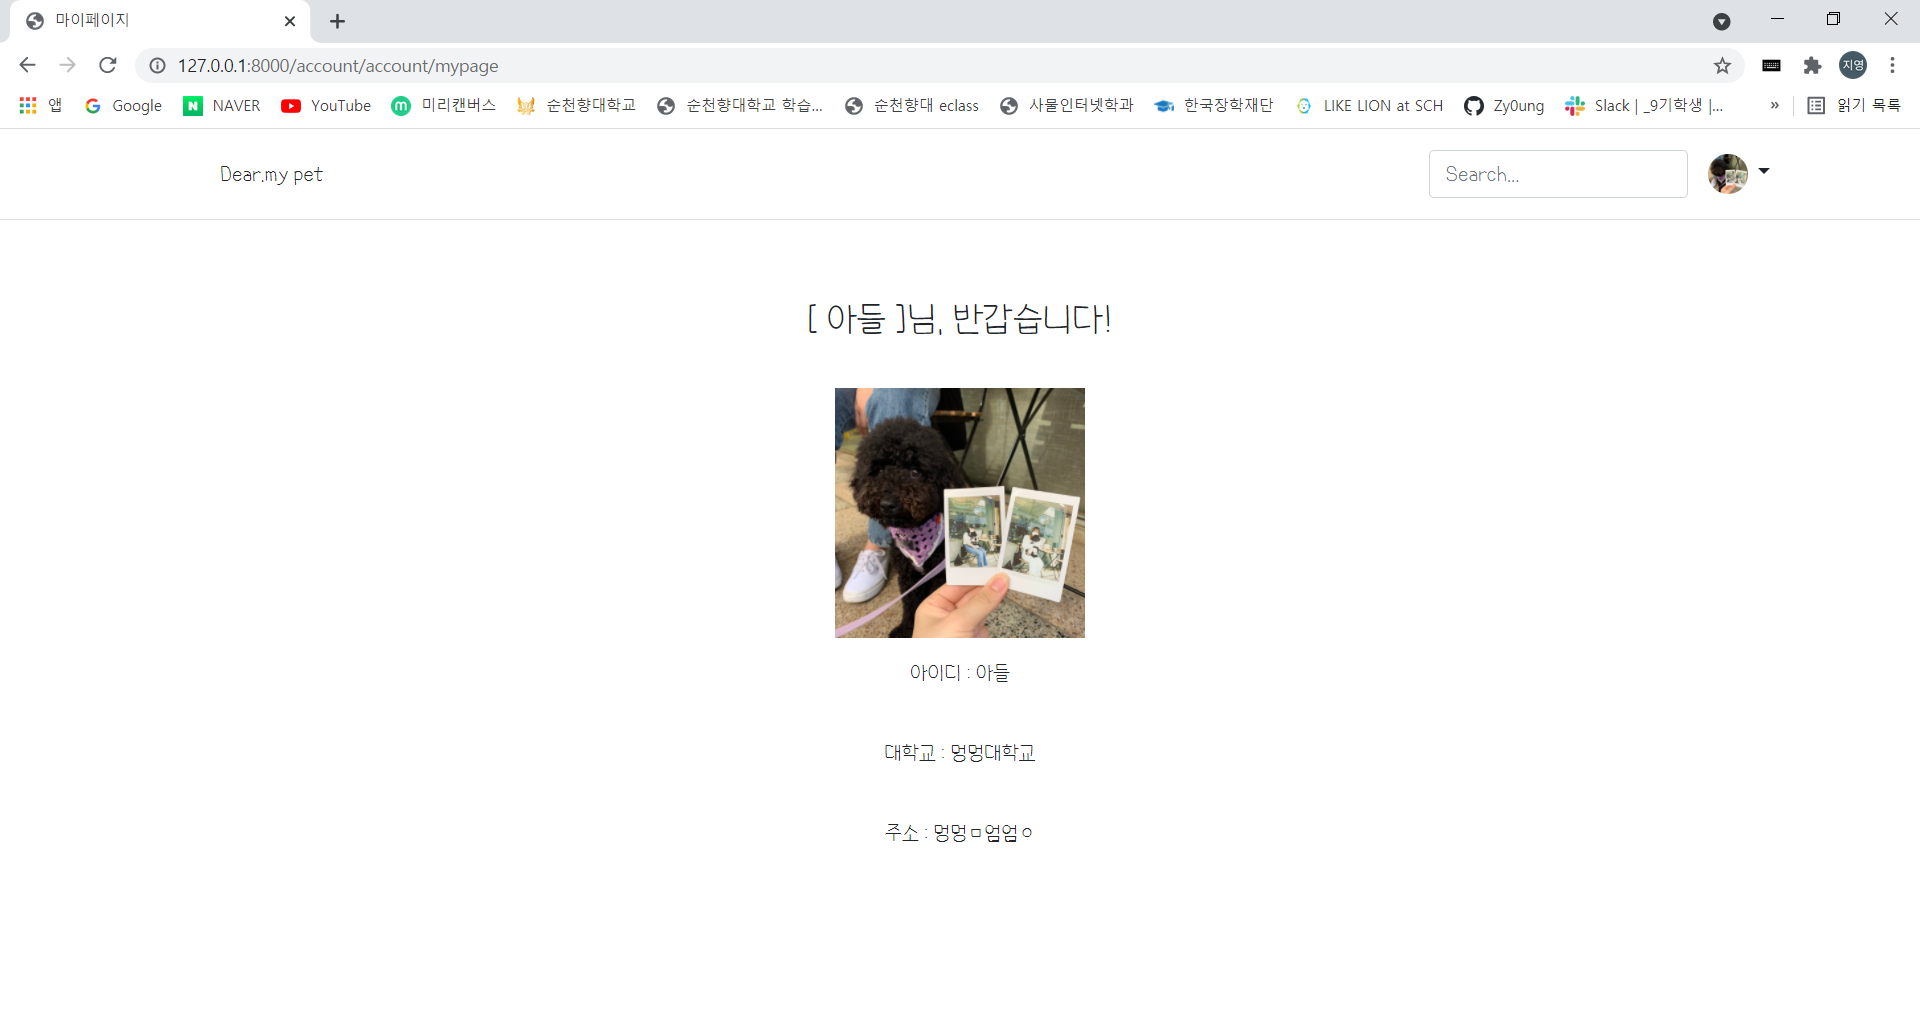 마이페이지
127.0.0.1:8000/account/account/mypage
지영
앱 Google NAVER YouTube 미리캔버스 순천향대학교 순천향대학교 학습... 순천향대 eclass 사물인터넷학과 한국장학재단 LIKE LION at SCH Zy0ung Slack | _9기학생 |... » 읽기 목록
Dear.my pet Search...
[ 아들 ]님, 반갑습니다!
아이디 : 아들
대학교 : 멍멍대학교
주소 : 멍멍ㅁ엄엄ㅇ